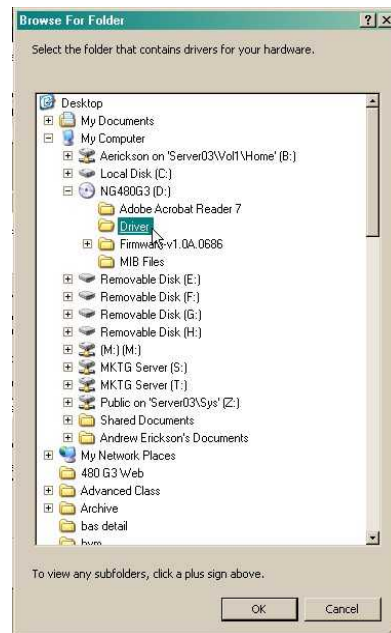 Browse For Folder
Select the folder that contains drivers for your hardware.
Desktop
My Documents
My Computer
Aerickson on 'Server03\Vol1\Home' (B:)
Local Disk (C:)
NG480G3 (D:)
Adobe Acrobat Reader 7
Driver
Firmware-v1.0A.0686
MIB Files
Removable Disk (E:)
Removable Disk (F:)
Removable Disk (G:)
Removable Disk (H:)
(M:) (M:)
MKTG Server (S:)
MKTG Server (T:)
Public on 'Server03\Sys' (Z:)
Shared Documents
Andrew Erickson's Documents
My Network Places
480 G3 Web
Advanced Class
Archive
bas detail
To view any subfolders, click a plus sign above.
OK Cancel